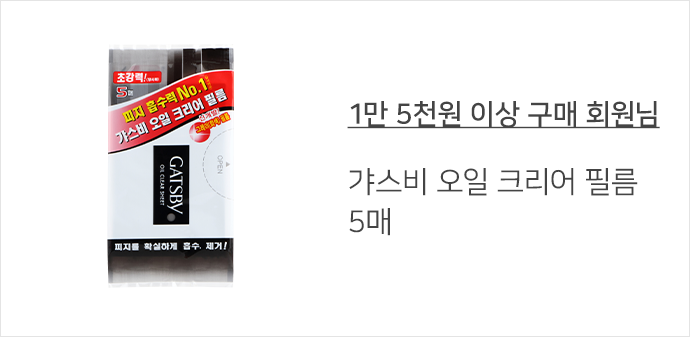 초강력!
5매
피지 흡수력 No.1
갸스비 오일 크리어 필름
OPEN
GATSBY
OIL CLEAR SHEET
피지를 확실하게 흡수, 제거!
1만 5천원 이상 구매 회원님
갸스비 오일 크리어 필름
5매